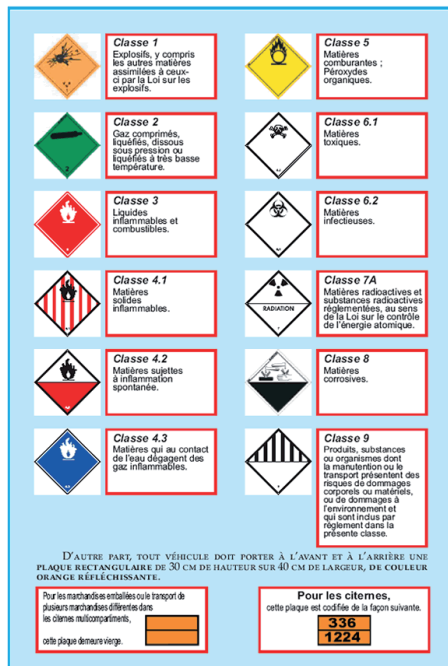 Classe 1
Explosifs, y compris
les autres matières
assimilées à ceux-
ci par la Loi sur les
explosifs.
Classe 2
Gaz comprimés,
liquéfiés, dissous
sous pression ou
liquéfiés à très basse
température.
2
Classe 3
Liquides
inflammables et
combustibles.
Classe 4.1
Matières
solides
inflammables.
Classe 4.2
Matières sujettes
à inflammation
spontanée.
Classe 4.3
Matières qui au contact
de l'eau dégagent des
gaz inflammables.
Classe 5
Matières
comburantes ;
Péroxydes
organiques.
Classe 6.1
Matières
toxiques.
Classe 6.2
Matières
infectieuses.
RADIATION
7
Classe 7A
Matières radioactives et
substances radioactives
réglementées, au sens
de la Loi sur le contrôle
de l'énergie atomique.
Classe 8
Matières
corrosives.
Classe 9
Produits, substances
ou organismes dont
la manutention ou le
transport présentent des
risques de dommages
corporels ou matériels,
ou de dommages à
l'environnement et
qui sont inclus par
règlement dans la
présente classe.
D'AUTRE PART, TOUT VÉHICULE DOIT PORTER À L'AVANT ET À L'ARRIÈRE UNE
PLAQUE RECTANGULAIRE DE 30 CM DE HAUTEUR SUR 40 CM DE LARGEUR, DE COULEUR
ORANGE RÉFLÉCHISSANTE.
Pour les marchandises emballées ou le transport de
plusieurs marchandises différentes dans
les citernes multicompartiments,
cette plaque demeure vierge.
Pour les citernes,
cette plaque est codifiée de la façon suivante.
336
1224